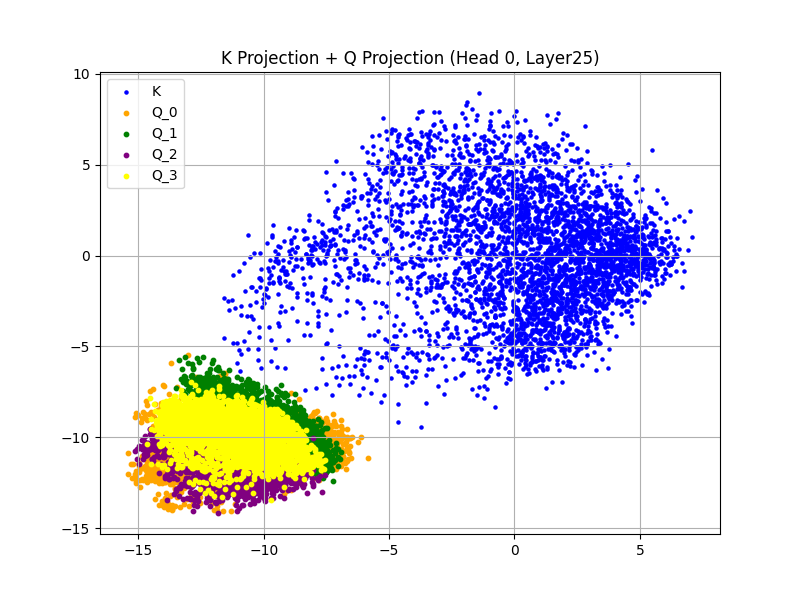 K Projection + Q Projection (Head 0, Layer25)
K
Q_0
Q_1
Q_2
Q_3
10
5
0
−5
−10
−15
−15
−10
−5
0
5